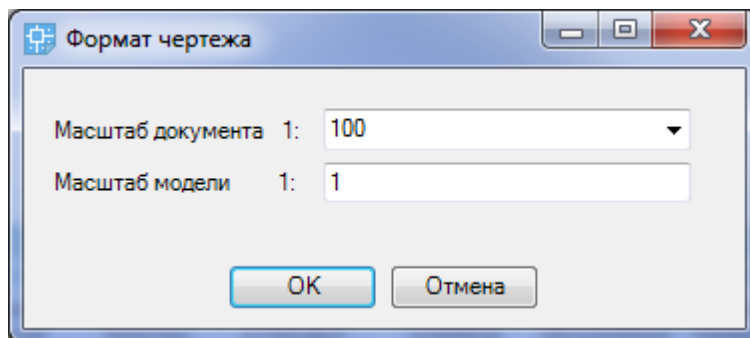 Формат чертежа
Масштаб документа 1: 100
Масштаб модели 1: 1
OK Отмена